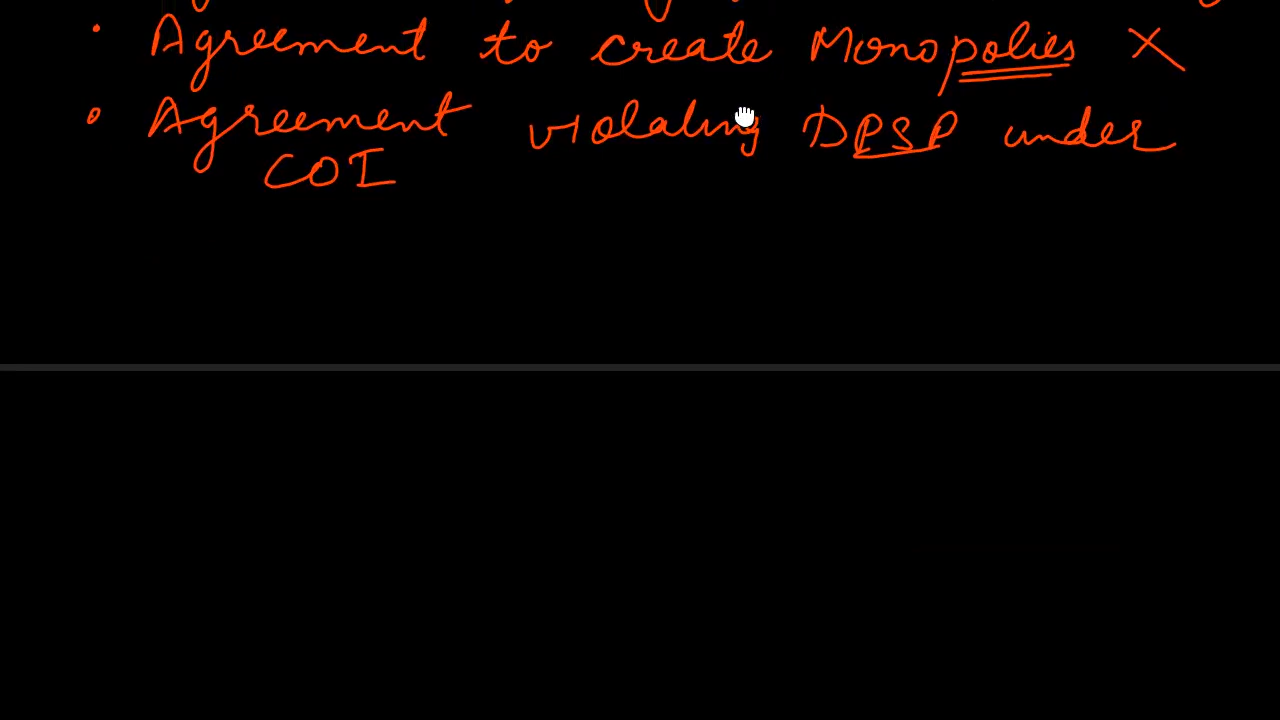 • Agreement to create Monopolies X
• Agreement violating DPSP under
COI